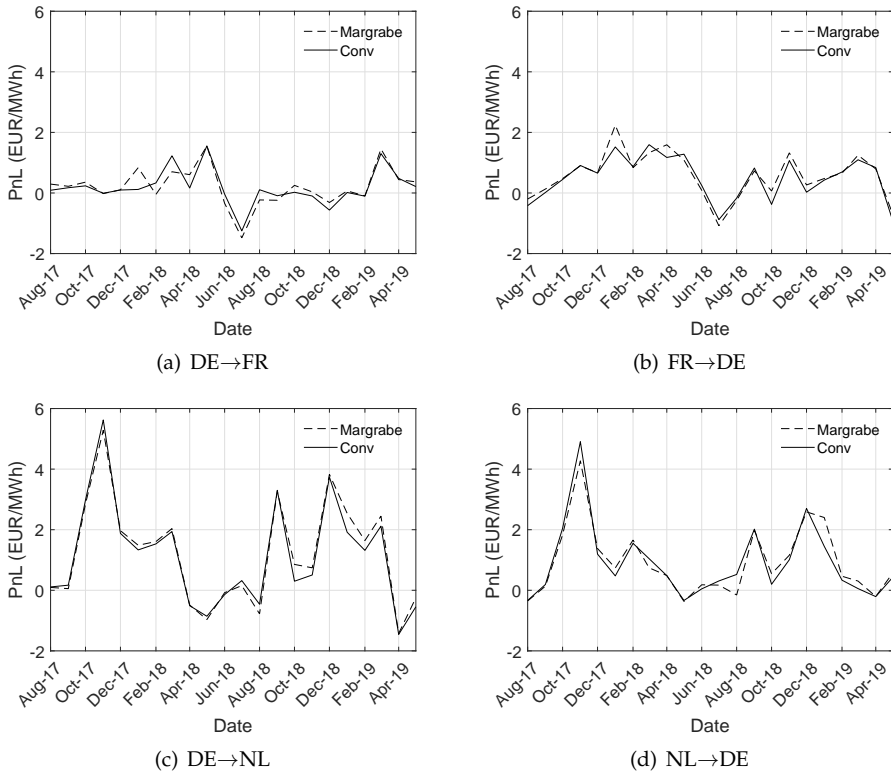 6
4
2
0
-2
PnL (EUR/MWh)
Margrabe
Conv
Aug-17
Oct-17
Dec-17
Feb-18
Apr-18
Jun-18
Aug-18
Oct-18
Dec-18
Feb-19
Apr-19
Date
(a) DE→FR
6
4
2
0
-2
PnL (EUR/MWh)
Margrabe
Conv
Aug-17
Oct-17
Dec-17
Feb-18
Apr-18
Jun-18
Aug-18
Oct-18
Dec-18
Feb-19
Apr-19
Date
(b) FR→DE
6
4
2
0
-2
PnL (EUR/MWh)
Margrabe
Conv
Aug-17
Oct-17
Dec-17
Feb-18
Apr-18
Jun-18
Aug-18
Oct-18
Dec-18
Feb-19
Apr-19
Date
(c) DE→NL
6
4
2
0
-2
PnL (EUR/MWh)
Margrabe
Conv
Aug-17
Oct-17
Dec-17
Feb-18
Apr-18
Jun-18
Aug-18
Oct-18
Dec-18
Feb-19
Apr-19
Date
(d) NL→DE